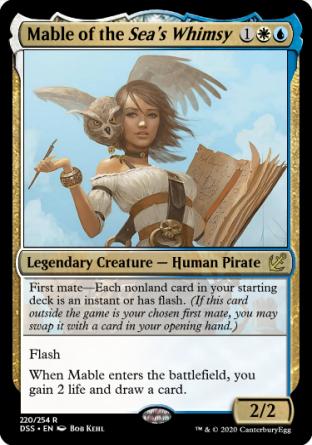 Mable of the Sea's Whimsy 1
Legendary Creature — Human Pirate
First mate—Each nonland card in your starting
deck is an instant or has flash. (If this card
outside the game is your chosen first mate, you may
swap it with a card in your opening hand.)
Flash
When Mable enters the battlefield, you
gain 2 life and draw a card.
2/2
220/254 R
DSS • EN Bob Kehl
™ & © 2020 CanterburyEgg